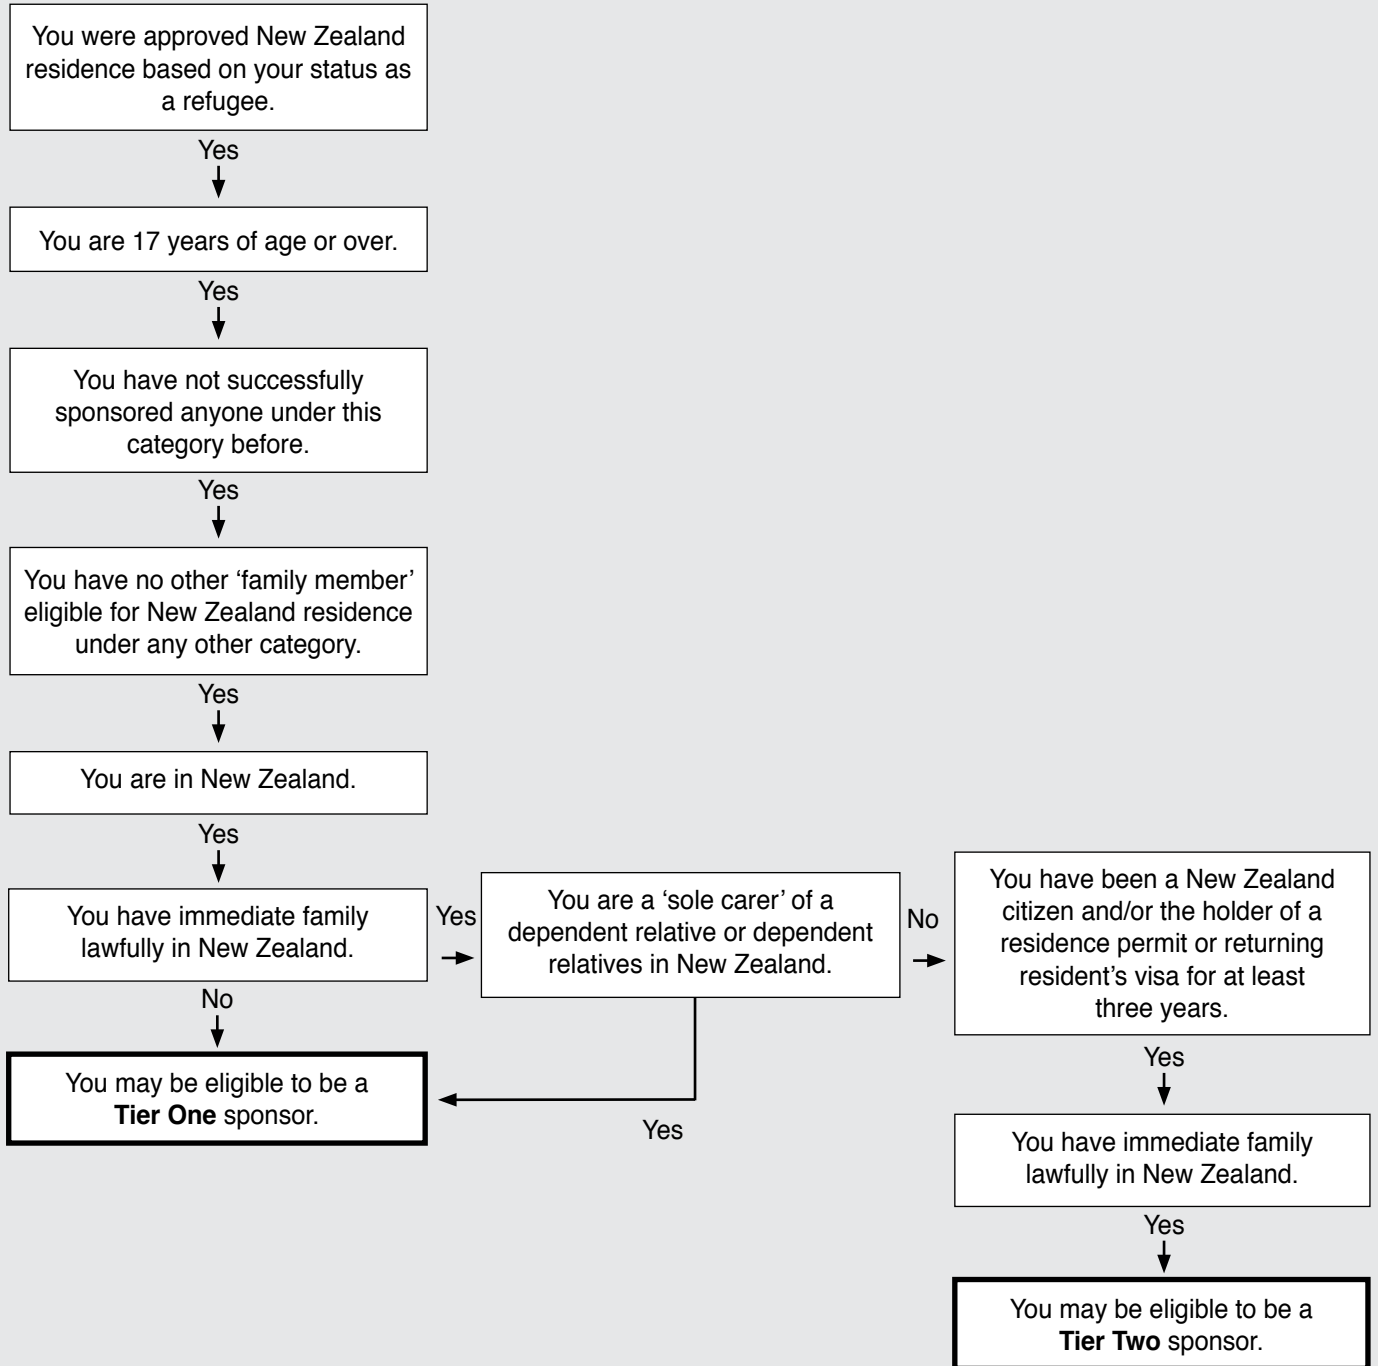 You were approved New Zealand
residence based on your status as
a refugee.
Yes
You are 17 years of age or over.
Yes
You have not successfully
sponsored anyone under this
category before.
Yes
You have no other ‘family member’
eligible for New Zealand residence
under any other category.
Yes
You are in New Zealand.
Yes
You have immediate family
lawfully in New Zealand.
Yes
You are a ‘sole carer’ of a
dependent relative or dependent
relatives in New Zealand.
No
You have been a New Zealand
citizen and/or the holder of a
residence permit or returning
resident’s visa for at least
three years.
No
You may be eligible to be a
Tier One sponsor.
Yes
Yes
You have immediate family
lawfully in New Zealand.
Yes
You may be eligible to be a
Tier Two sponsor.